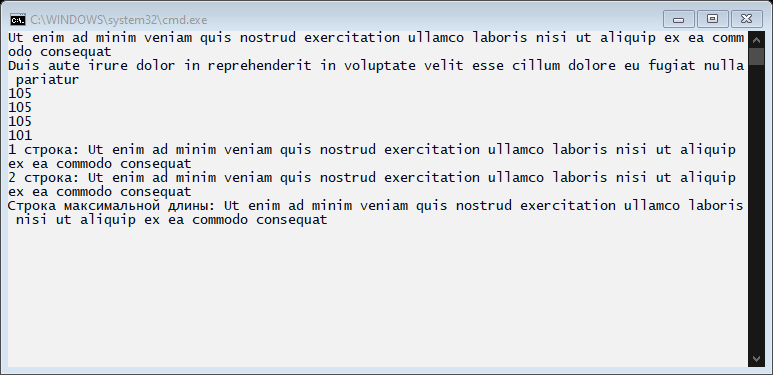 C:\WINDOWS\system32\cmd.exe
Ut enim ad minim veniam quis nostrud exercitation ullamco laboris nisi ut aliquip ex ea comm
odo consequat
Duis aute irure dolor in reprehenderit in voluptate velit esse cillum dolore eu fugiat nulla
 pariatur
105
105
105
101
1 строка: Ut enim ad minim veniam quis nostrud exercitation ullamco laboris nisi ut aliquip
ex ea commodo consequat
2 строка: Ut enim ad minim veniam quis nostrud exercitation ullamco laboris nisi ut aliquip
ex ea commodo consequat
Строка максимальной длины: Ut enim ad minim veniam quis nostrud exercitation ullamco laboris
 nisi ut aliquip ex ea commodo consequat